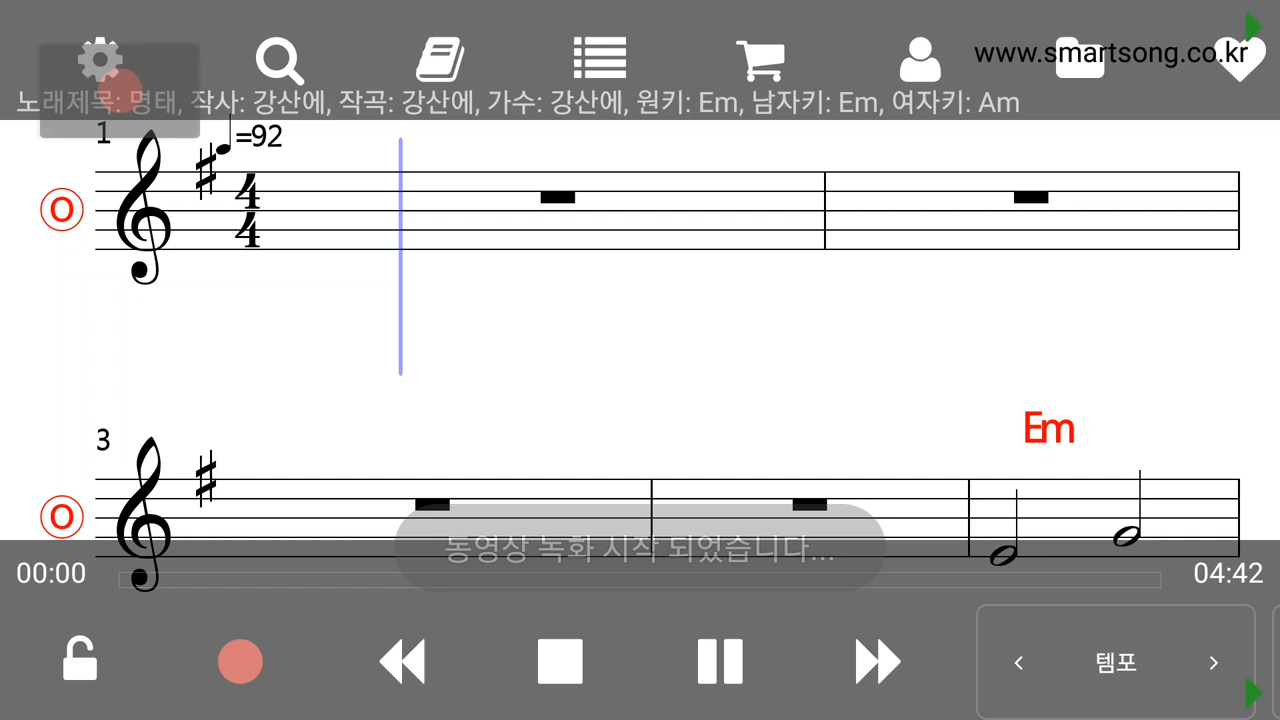 www.smartsong.co.kr
노래제목: 명태, 작사: 강산에, 작곡: 강산에, 가수: 강산에, 원키: Em, 남자키: Em, 여자키: Am
1
=92
4
4
O
Em
3
O
동영상 녹화 시작 되었습니다...
00:00
04:42
< 템포 >